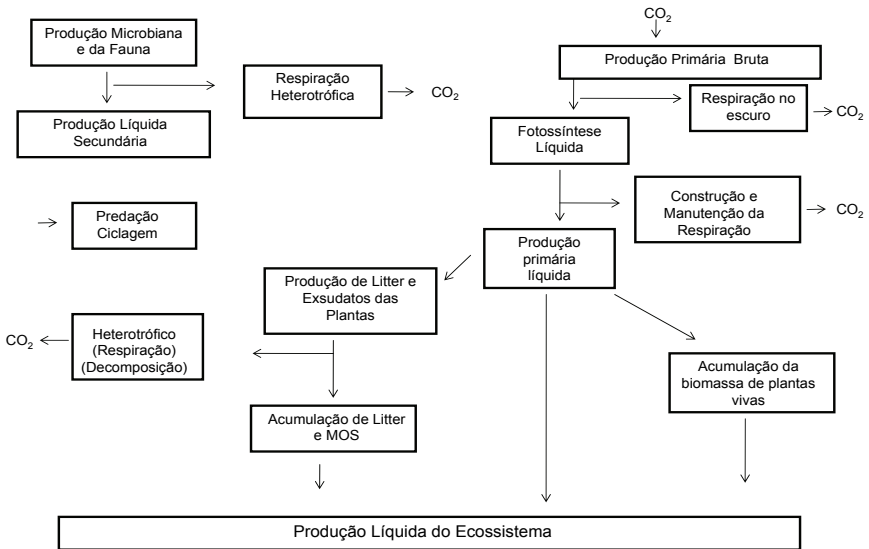 Produção Microbiana
e da Fauna
CO2
Produção Primária Bruta
Respiração
Heterotrófica
CO2
Respiração no
escuro
CO2
Produção Líquida
Secundária
Fotossíntese
Líquida
Predação
Ciclagem
Construção e
Manutenção da
Respiração
CO2
Produção
primária
líquida
Produção de Litter e
Exsudatos das
Plantas
CO2
Heterotrófico
(Respiração)
(Decomposição)
Acumulação da
biomassa de plantas
vivas
Acumulação de Litter
e MOS
Produção Líquida do Ecossistema